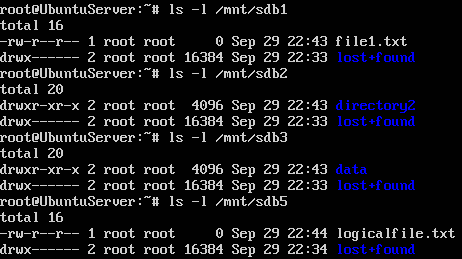 root@UbuntuServer:~# ls -l /mnt/sdb1
total 16
-rw-r--r-- 1 root root     0 Sep 29 22:43 file1.txt
drwx------ 2 root root 16384 Sep 29 22:33 lost+found
root@UbuntuServer:~# ls -l /mnt/sdb2
total 20
drwxr-xr-x 2 root root  4096 Sep 29 22:43 directory2
drwx------ 2 root root 16384 Sep 29 22:33 lost+found
root@UbuntuServer:~# ls -l /mnt/sdb3
total 20
drwxr-xr-x 2 root root  4096 Sep 29 22:43 data
drwx------ 2 root root 16384 Sep 29 22:33 lost+found
root@UbuntuServer:~# ls -l /mnt/sdb5
total 16
-rw-r--r-- 1 root root     0 Sep 29 22:44 logicalfile.txt
drwx------ 2 root root 16384 Sep 29 22:34 lost+found